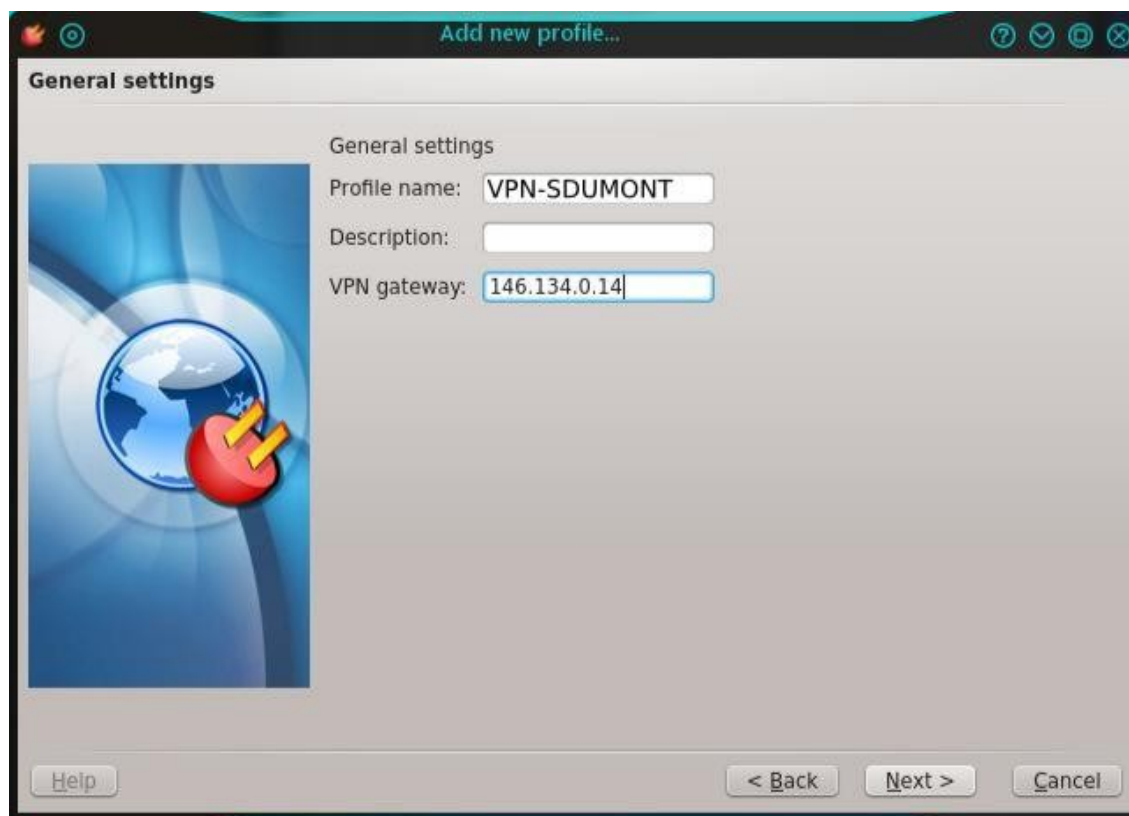 Add new profile...
General settings
General settings
Profile name: VPN-SDUMONT
Description:
VPN gateway: 146.134.0.14
Help < Back Next > Cancel